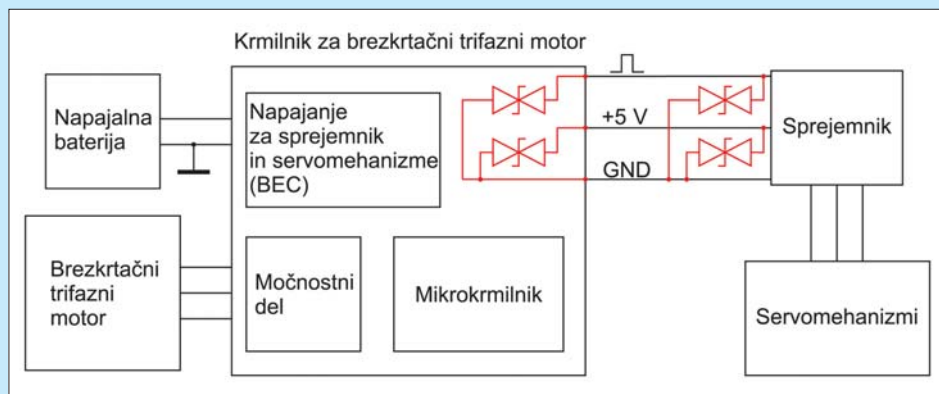 Krmilnik za brezkrtačni trifazni motor
Napajalna
baterija
Napajanje
za sprejemnik
in servomehanizme
(BEC)
+5 V
GND
Sprejemnik
Brezkrtačni
trifazni
motor
Močnostni
del
Mikrokrmilnik
Servomehanizmi